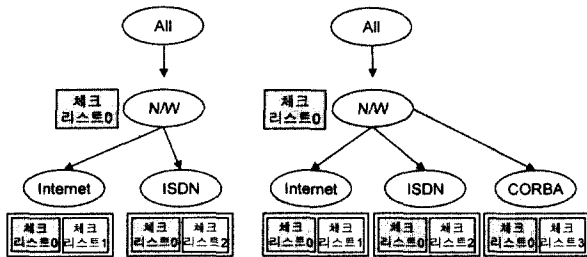 All All
체크 리스트0 N/W 체크 리스트0 N/W
Internet ISDN Internet ISDN CORBA
체크 체크 체크 체크 체크 체크 체크 체크 체크 체크
리스트0 리스트1 리스트0 리스트2 리스트0 리스트1 리스트0 리스트2 리스트0 리스트3